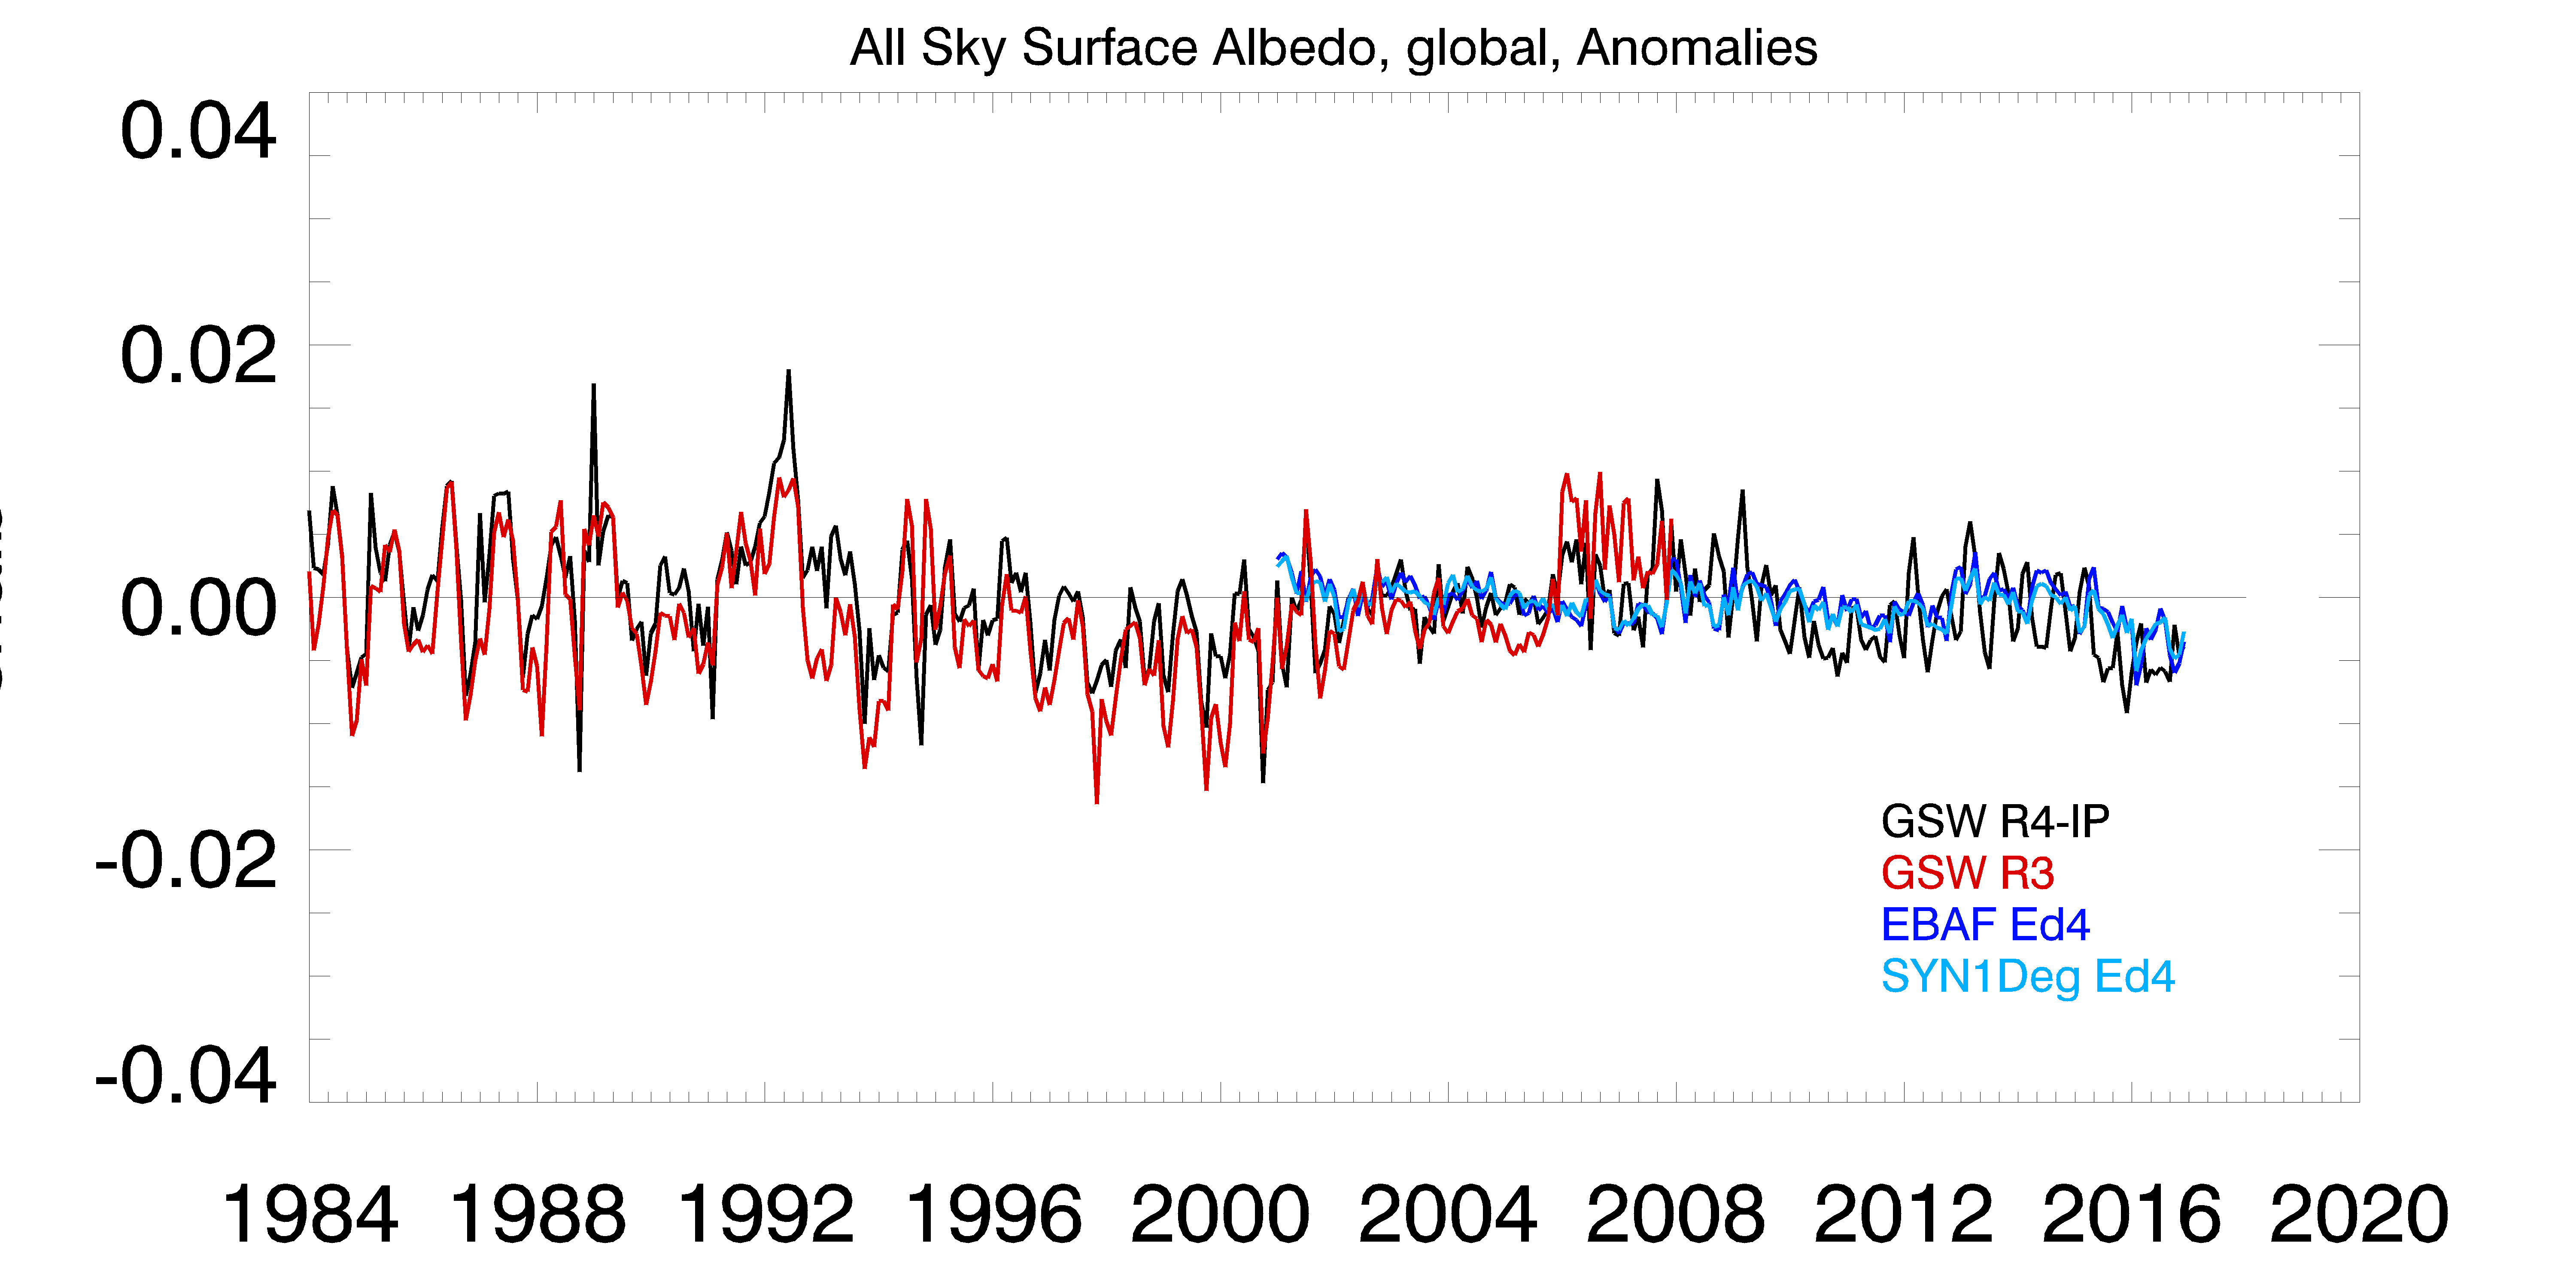 All Sky Surface Albedo, global, Anomalies
0.04
0.02
0.00
-0.02
-0.04
GSW R4-IP
GSW R3
EBAF Ed4
SYN1Deg Ed4
1984 1988 1992 1996 2000 2004 2008 2012 2016 2020